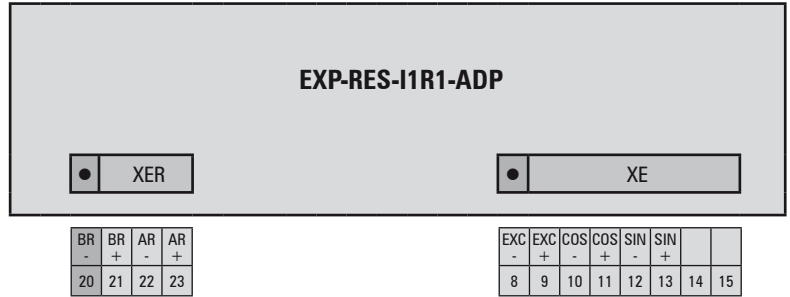 EXP-RES-I1R1-ADP
XER
XE
BR - BR + AR - AR +
20 21 22 23
EXC - EXC + COS - COS + SIN - SIN +
8 9 10 11 12 13 14 15